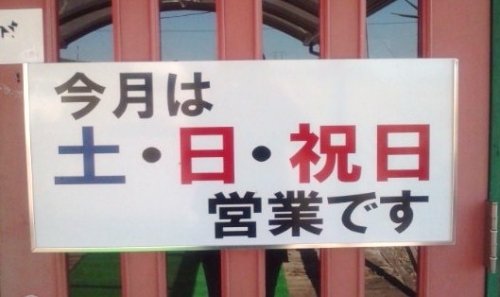 今月は
土・日・祝日
営業です